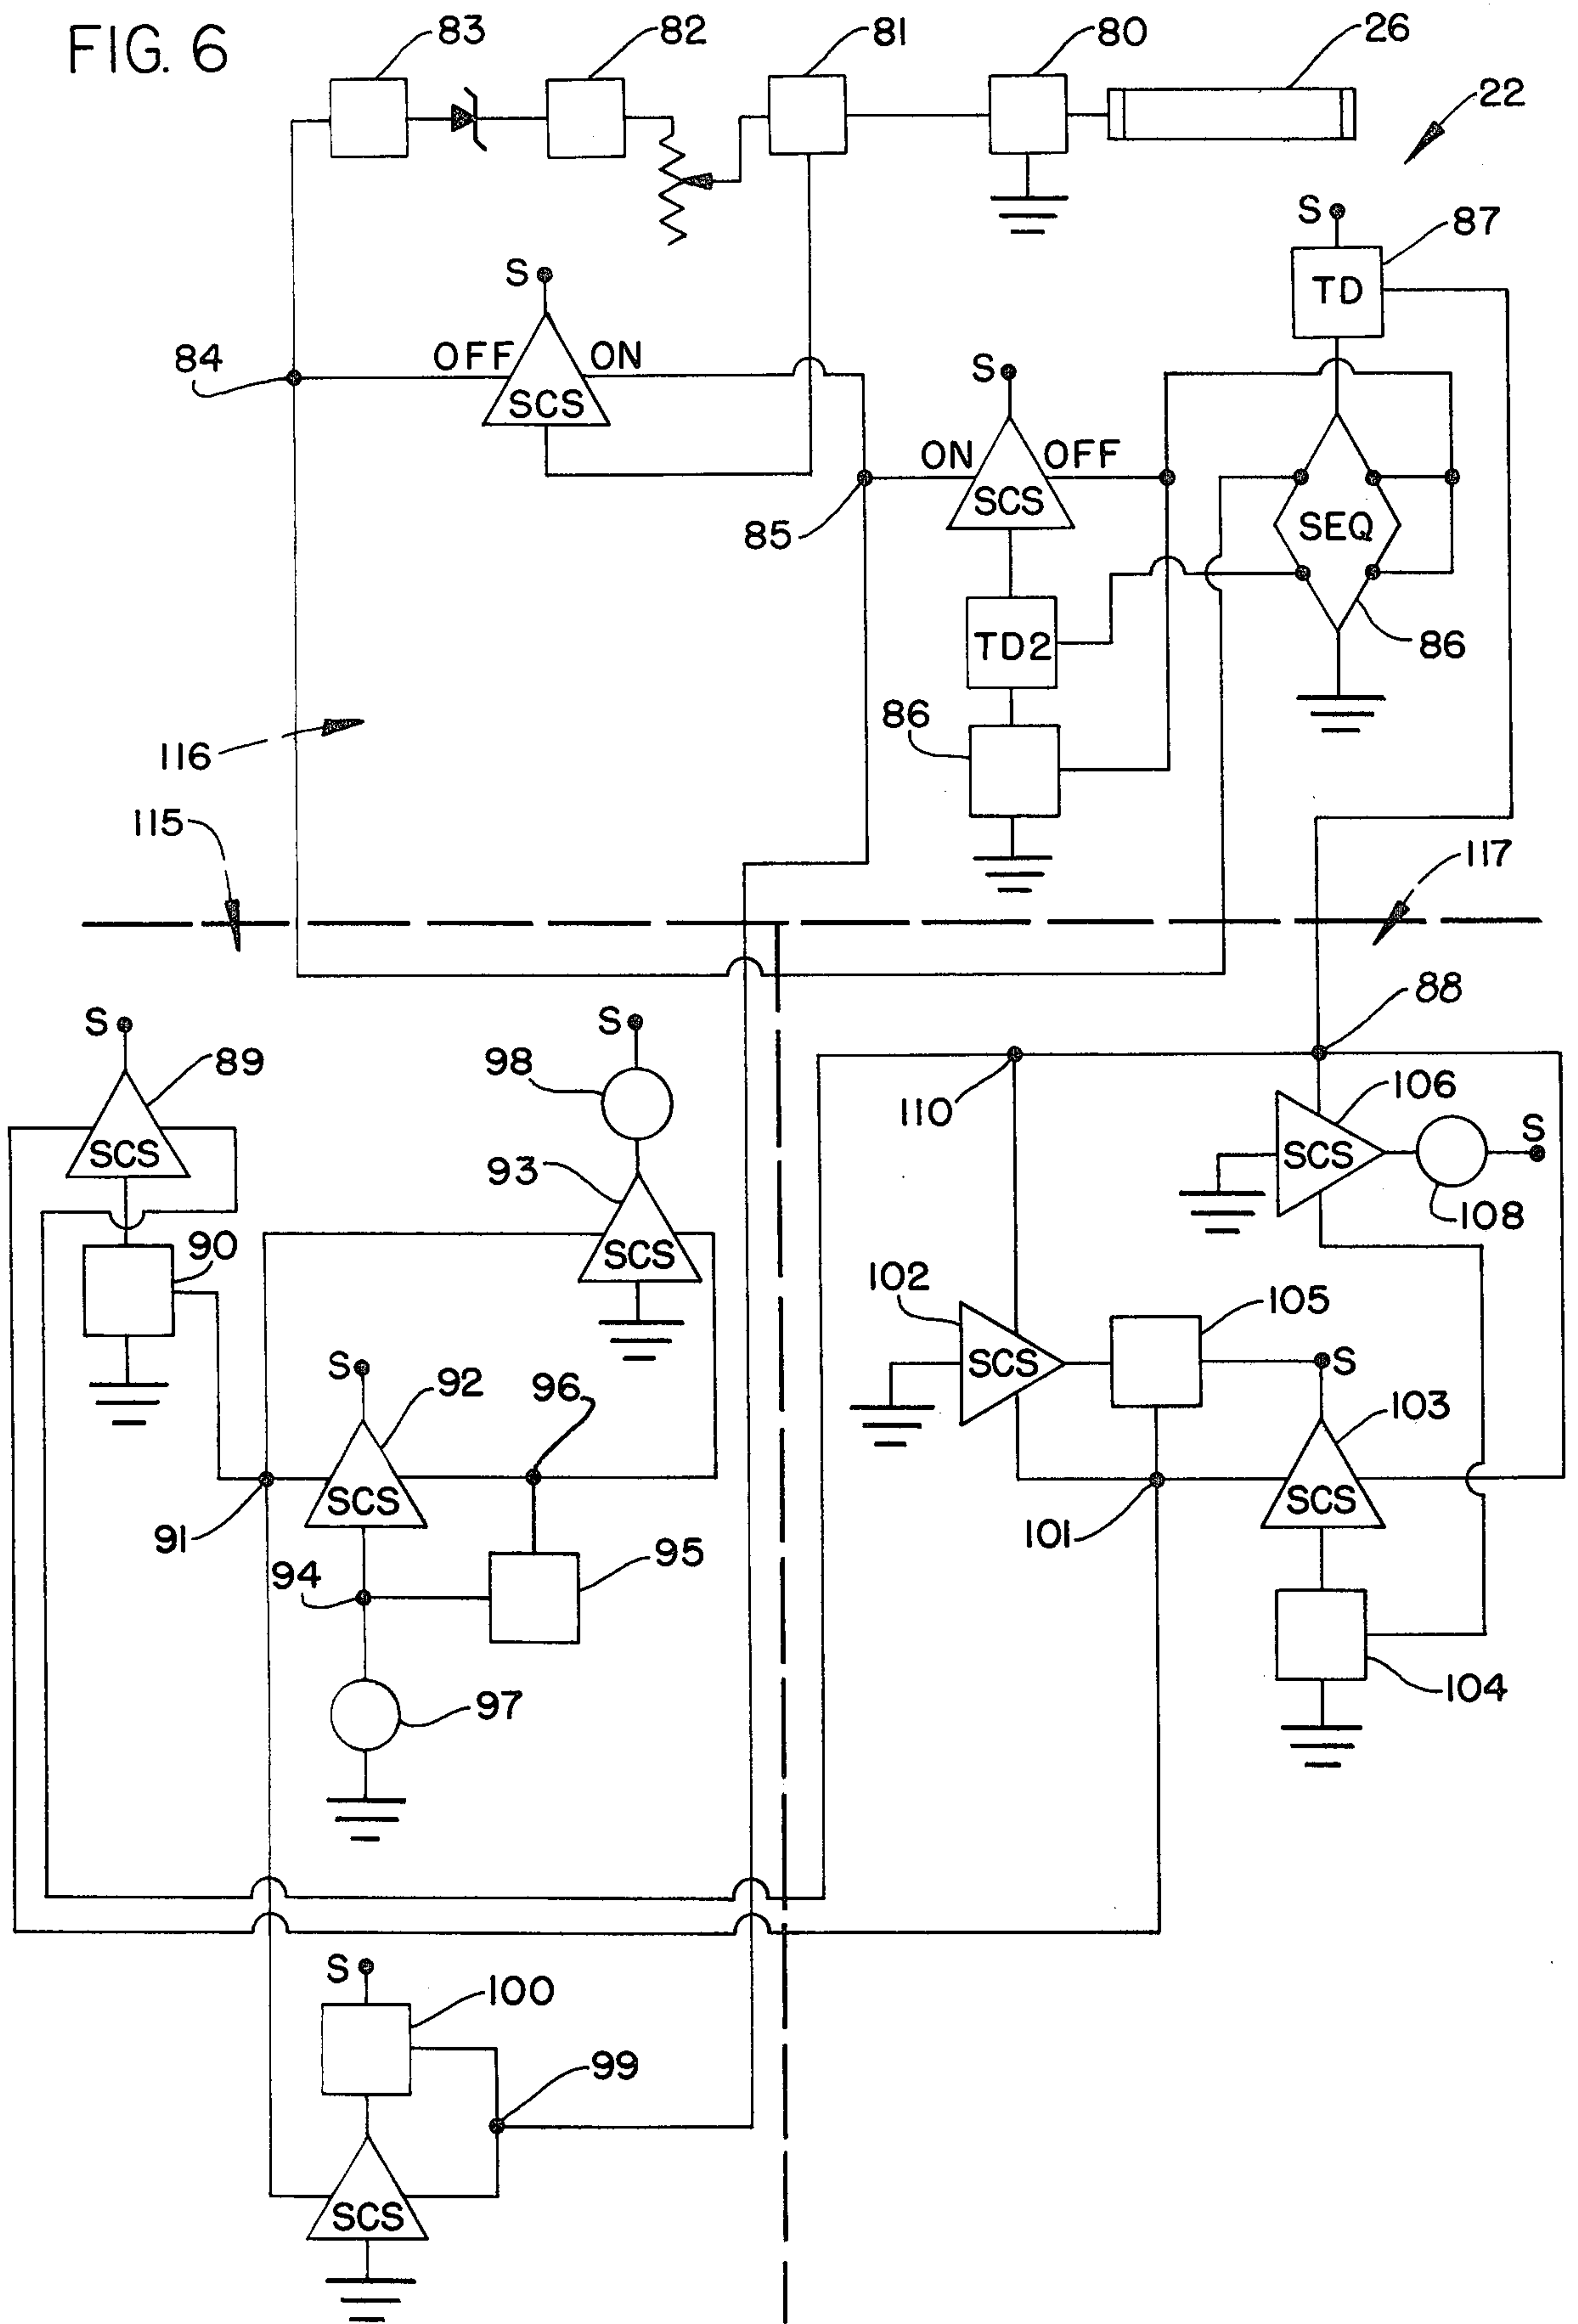 FIG. 6
83
82
81
80
26
22
S
87
TD
S
84
OFF
ON
SCS
S
ON
OFF
SCS
85
SEQ
TD2
86
86
116
115
117
88
S
89
SCS
S
98
110
106
SCS
S
93
108
90
SCS
102
105
SCS
S
S
92
96
103
SCS
91
101
SCS
94
95
97
104
S
100
99
SCS